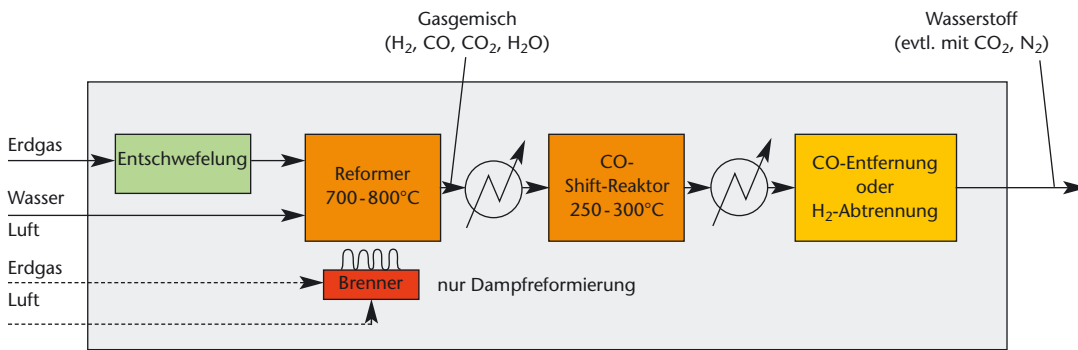 Gasgemisch
(H₂, CO, CO₂, H₂O)
Wasserstoff
(evtl. mit CO₂, N₂)
Erdgas
Entschwefelung
Reformer
700-800°C
CO-
Shift-Reaktor
250-300°C
CO-Entfernung
oder
H₂-Abtrennung
Wasser
Luft
Erdgas
Luft
Brenner
nur Dampfreformierung